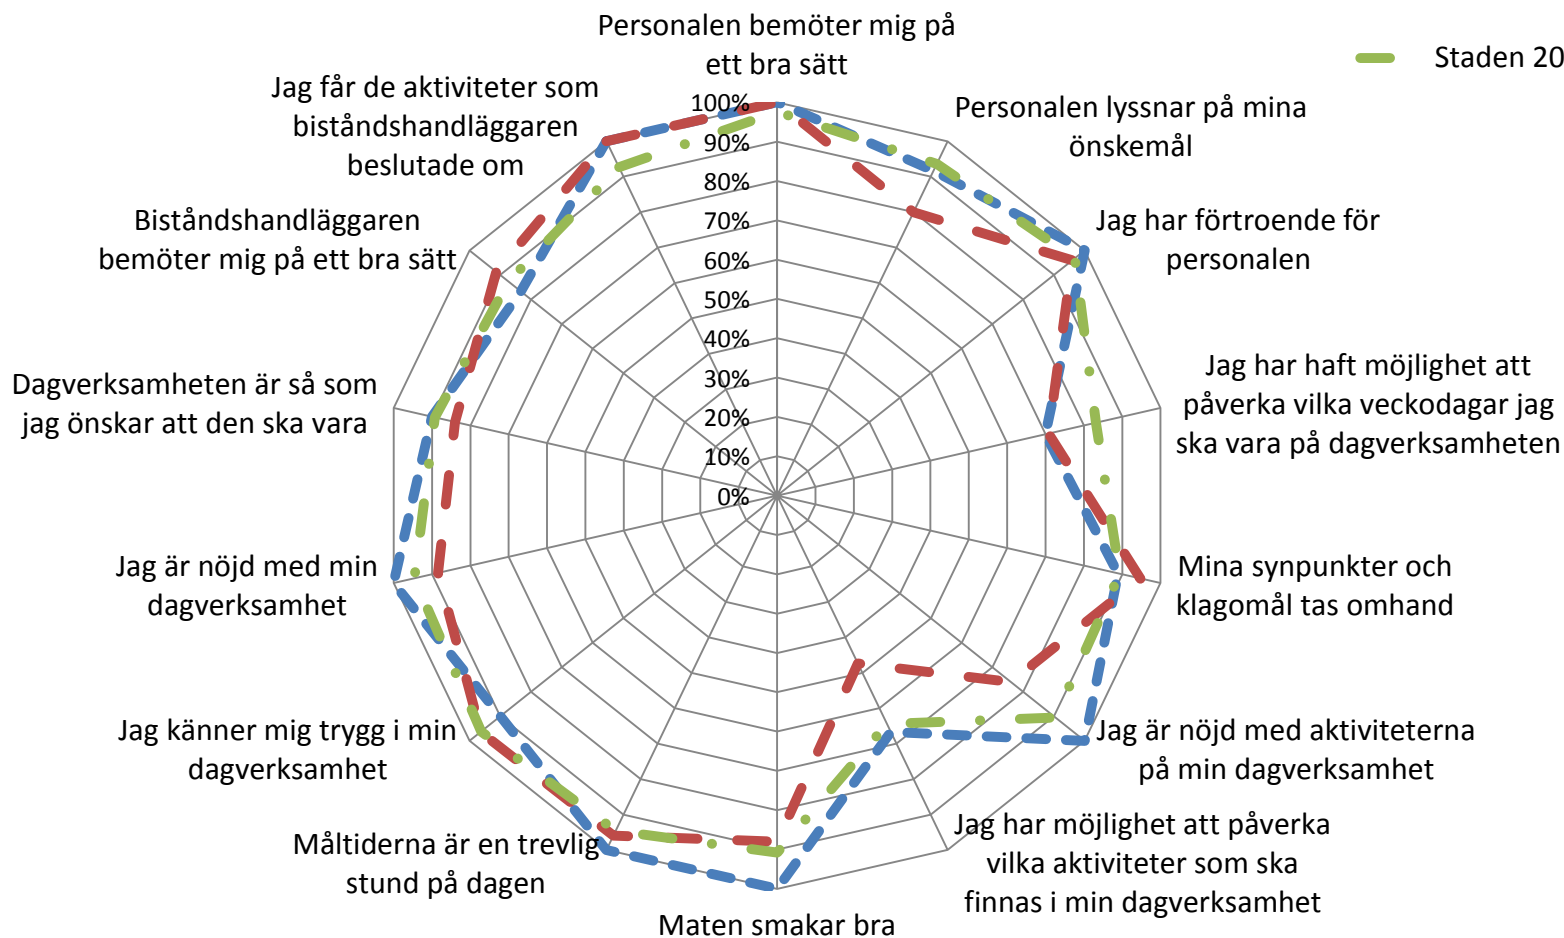 Personalen bemöter mig på
ett bra sätt
Staden 20
Personalen lyssnar på mina
önskemål
Jag har förtroende för
personalen
Jag har haft möjlighet att
påverka vilka veckodagar jag
ska vara på dagverksamheten
Mina synpunkter och
klagomål tas omhand
Jag är nöjd med aktiviteterna
på min dagverksamhet
Jag har möjlighet att påverka
vilka aktiviteter som ska
finnas i min dagverksamhet
Maten smakar bra
Måltiderna är en trevlig
stund på dagen
Jag känner mig trygg i min
dagverksamhet
Jag är nöjd med min
dagverksamhet
Dagverksamheten är så som
jag önskar att den ska vara
Biståndshandläggaren
bemöter mig på ett bra sätt
Jag får de aktiviteter som
biståndshandläggaren
beslutade om
100%
90%
80%
70%
60%
50%
40%
30%
20%
10%
0%